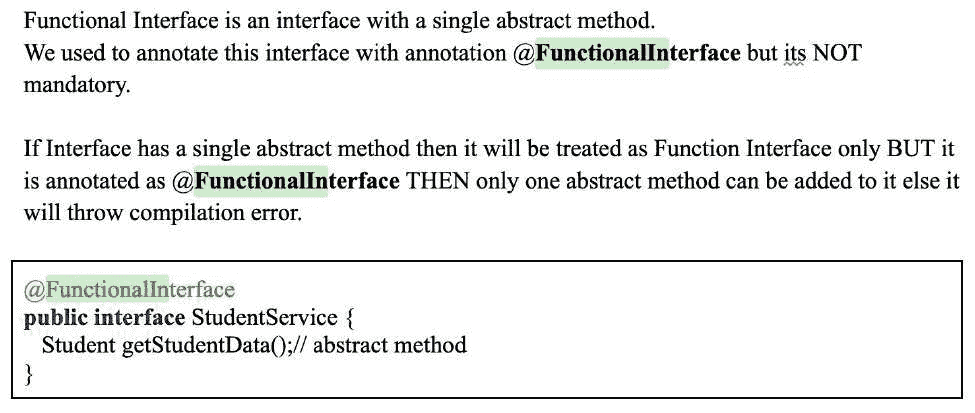 Functional Interface is an interface with a single abstract method.
We used to annotate this interface with annotation @FunctionalInterface but its NOT
mandatory.
If Interface has a single abstract method then it will be treated as Function Interface only BUT it
is annotated as @FunctionalInterface THEN only one abstract method can be added to it else it
will throw compilation error.
@FunctionalInterface
public interface StudentService {
Student getStudentData();// abstract method
}